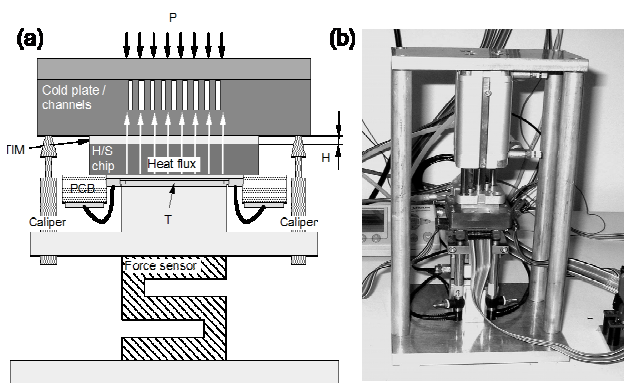 (a)
P
(b)
Cold plate /
channels
TIM
H/S
chip
Heat flux
H
PCB
T
Caliper
Caliper
Force sensor